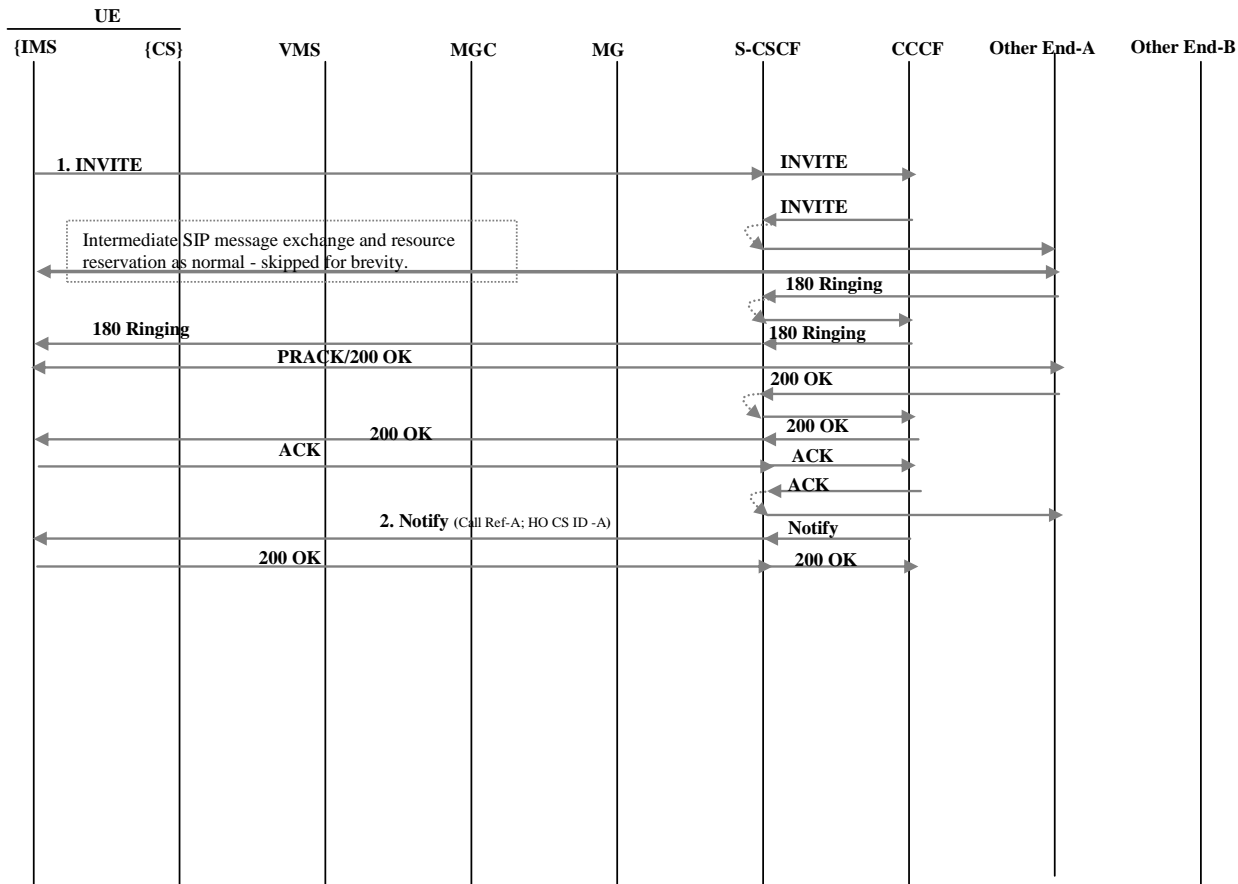 UE
{IMS {CS} VMS MGC MG S-CSCF CCCF Other End-A Other End-B
1. INVITE INVITE
INVITE
Intermediate SIP message exchange and resource
reservation as normal - skipped for brevity.
180 Ringing
180 Ringing 180 Ringing
PRACK/200 OK
200 OK
200 OK 200 OK
ACK ACK
ACK
2. Notify (Call Ref-A; HO CS ID -A) Notify
200 OK 200 OK